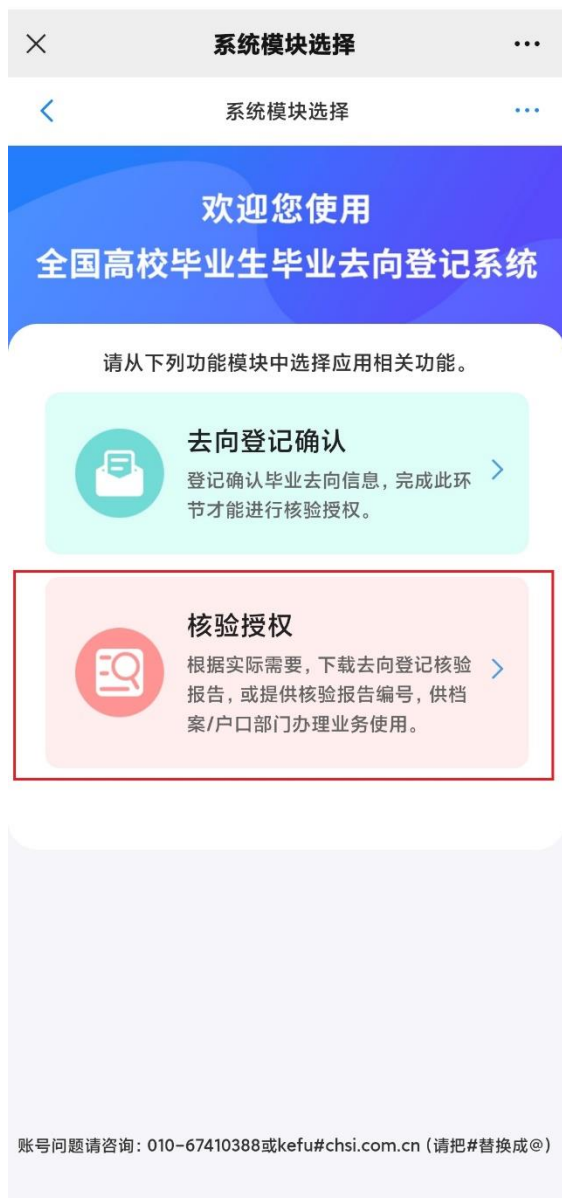 系统模块选择
系统模块选择
欢迎您使用
全国高校毕业生毕业去向登记系统
请从下列功能模块中选择应用相关功能。
去向登记确认
登记确认毕业去向信息，完成此环
节才能进行核验授权。
核验授权
根据实际需要，下载去向登记核验
报告，或提供核验报告编号，供档
案/户口部门办理业务使用。
账号问题请咨询：010-67410388或kefu#chsi.com.cn（请把#替换成@）